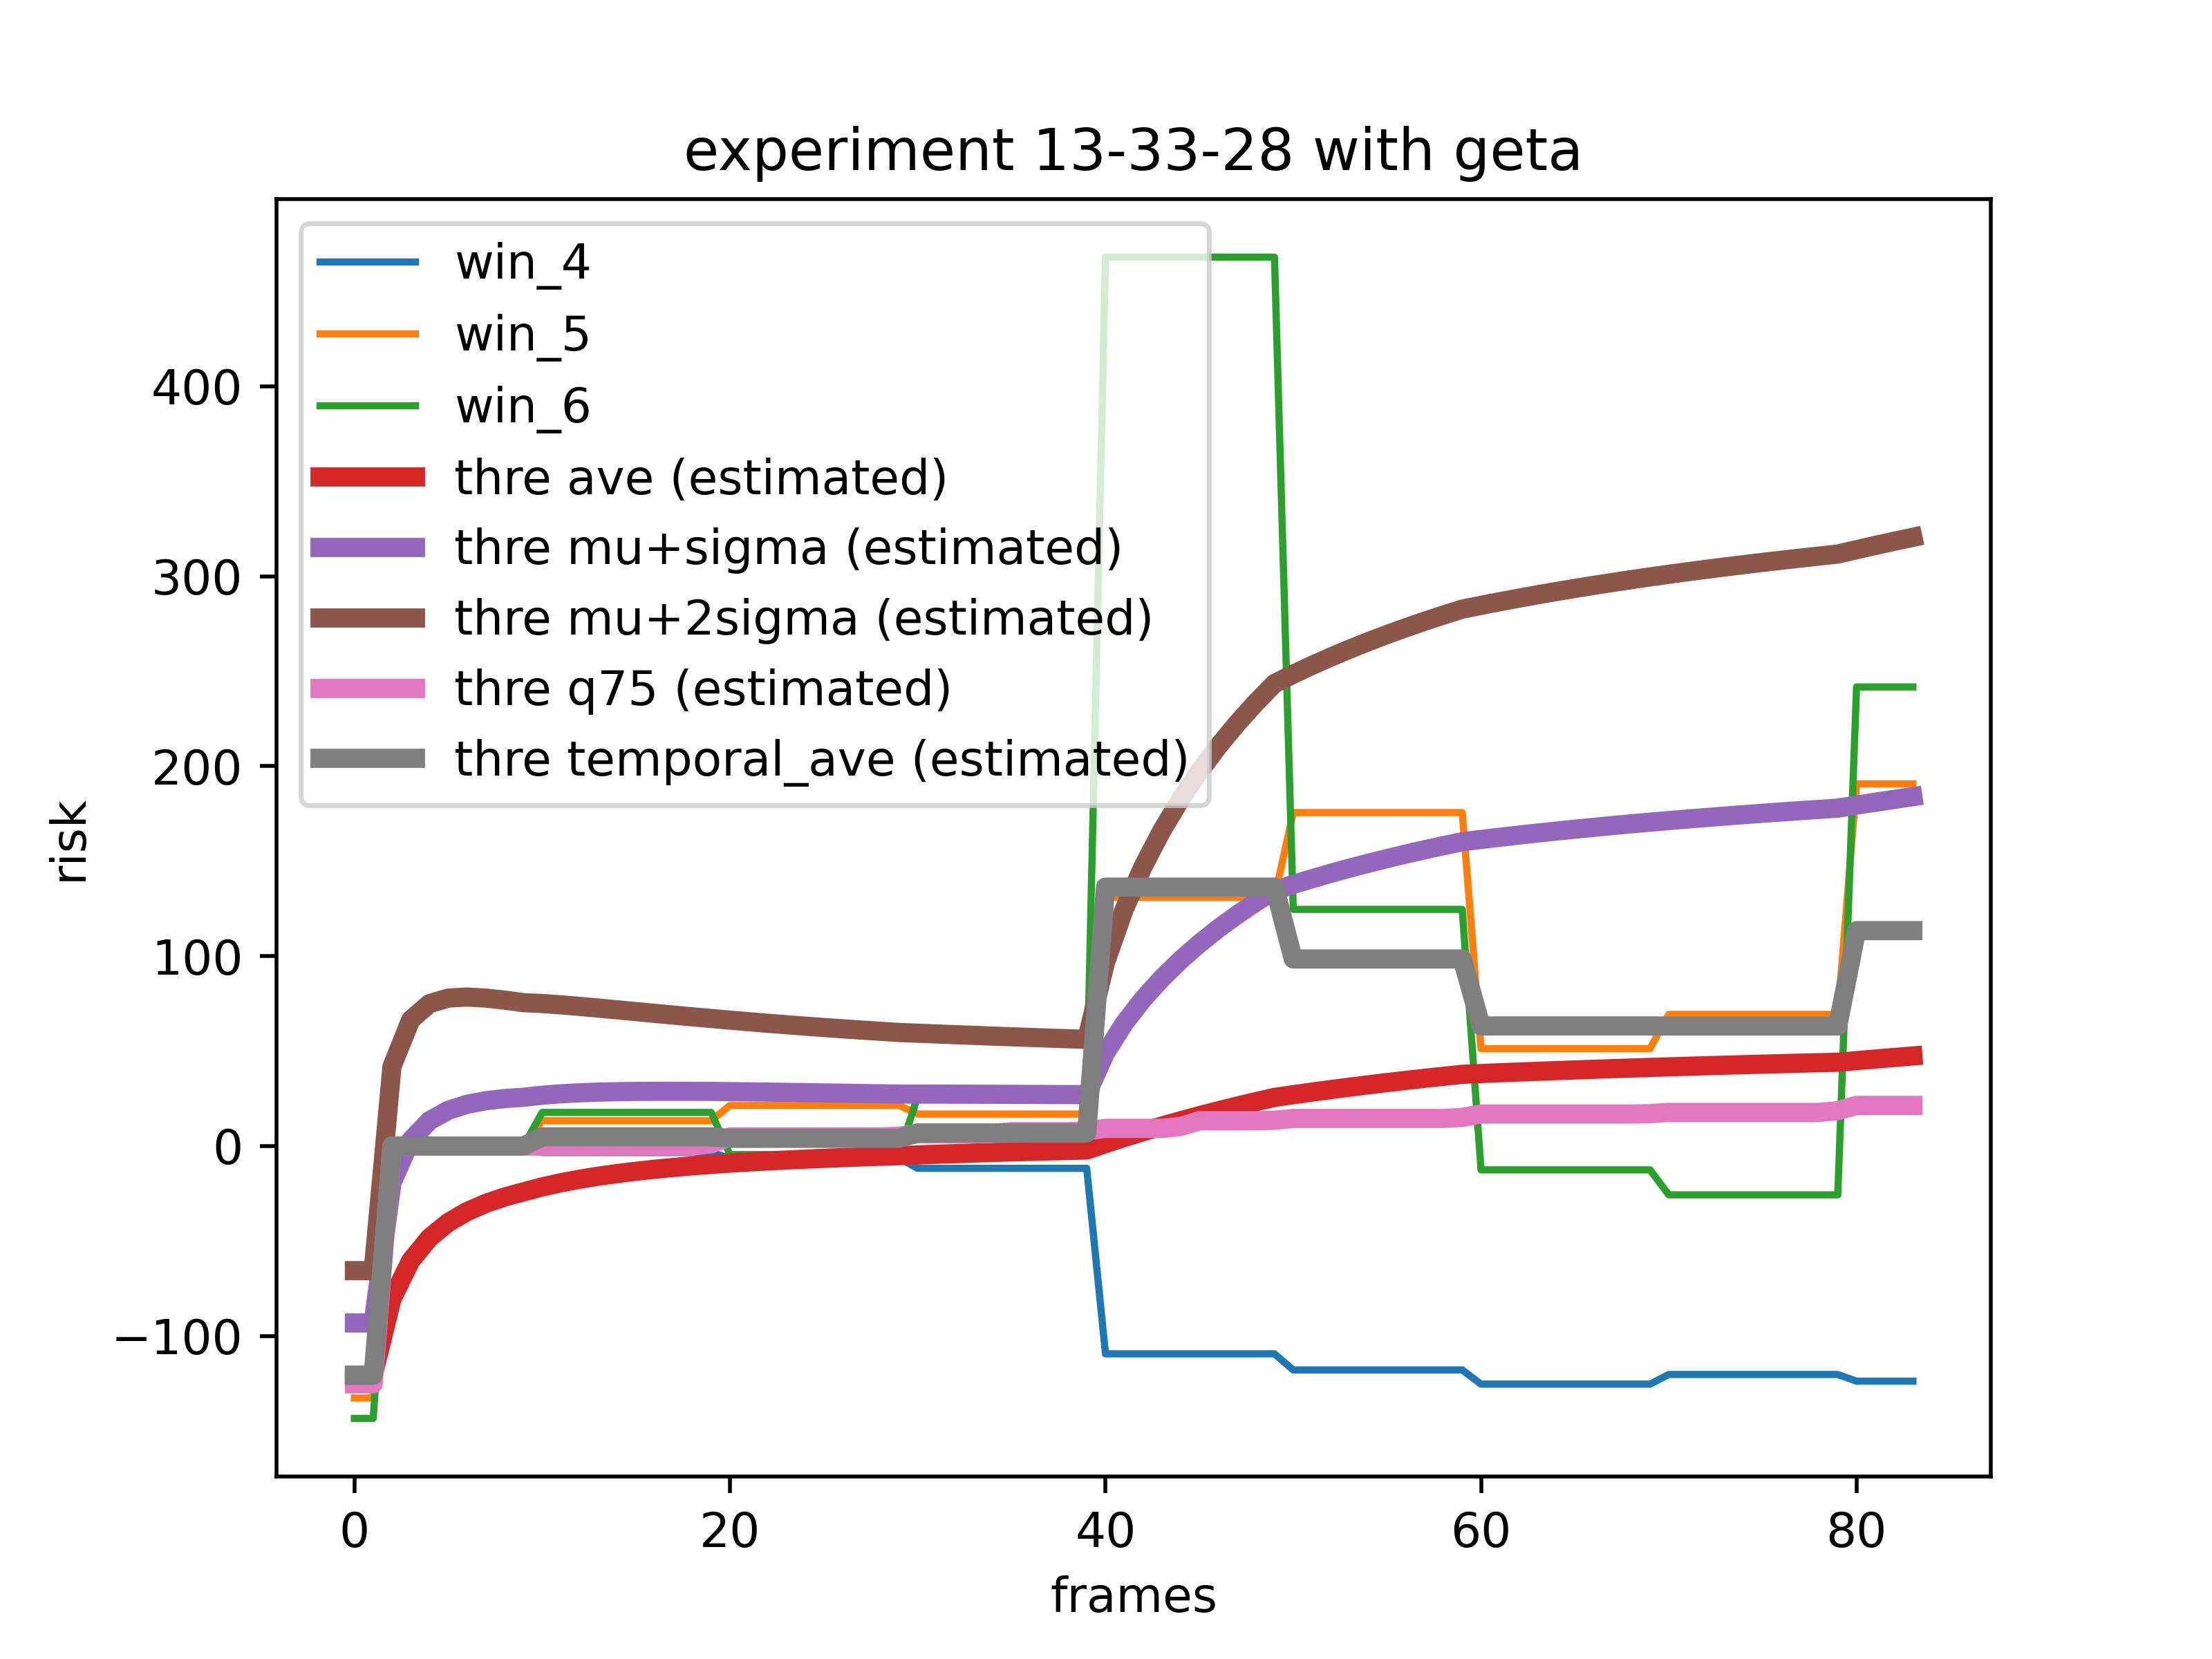 experiment 13-33-28 with geta
win_4
win_5
win_6
thre ave (estimated)
thre mu+sigma (estimated)
thre mu+2sigma (estimated)
thre q75 (estimated)
thre temporal_ave (estimated)
400
300
200
100
0
−100
risk
0 20 40 60 80
frames